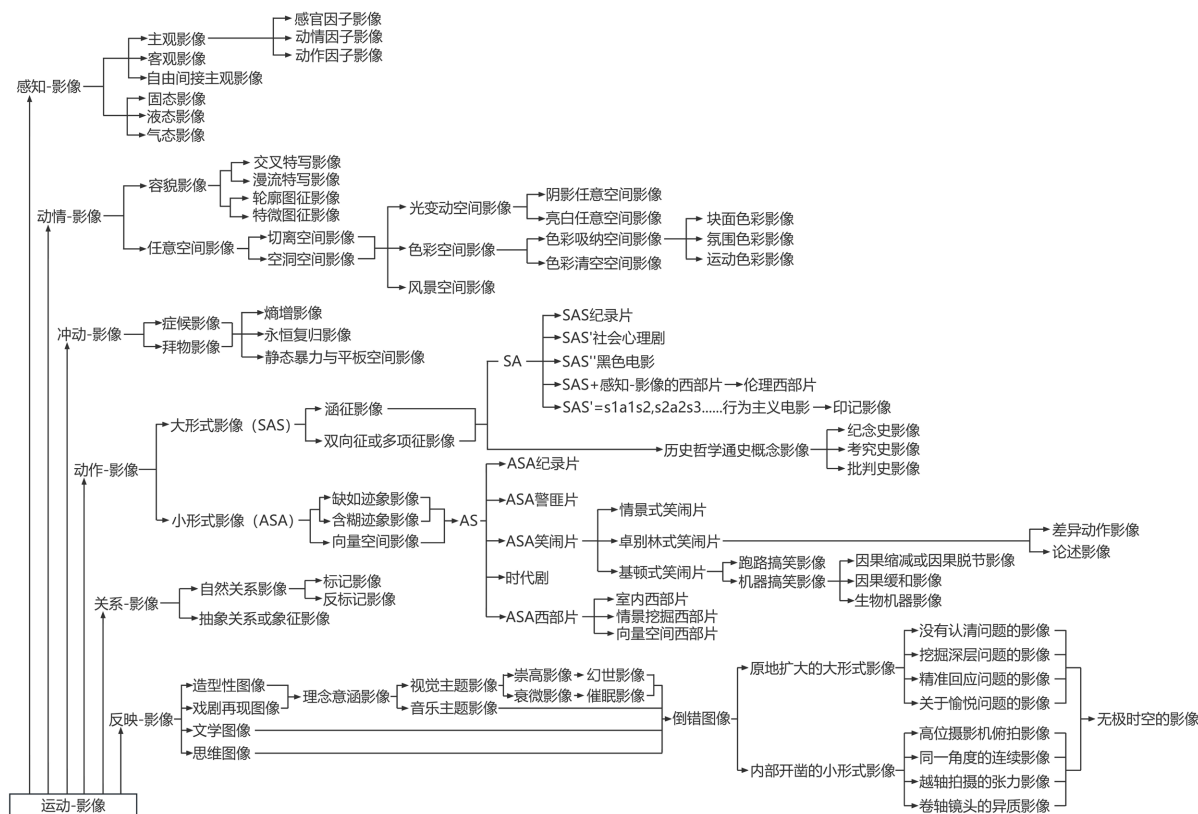 感官因子影像
主观影像
动情因子影像
客观影像
动作因子影像
自由间接主观影像
感知-影像
固态影像
液态影像
气态影像
交叉特写影像
容貌影像
漫流特写影像
轮廓图征影像
特微图征影像
动情-影像
切离空间影像
任意空间影像
空洞空间影像
光变动空间影像
阴影任意空间影像
亮白任意空间影像
色彩空间影像
色彩吸纳空间影像
色彩清空空间影像
块面色彩影像
氛围色彩影像
运动色彩影像
风景空间影像
冲动-影像
症候影像
拜物影像
熵增影像
永恒复归影像
静态暴力与平板空间影像
动作-影像
大形式影像（SAS）
涵征影像
双向征或多项征影像
SA
SAS纪录片
SAS'社会心理剧
SAS''黑色电影
SAS+感知-影像的西部片
伦理西部片
SAS'=s1a1s2,s2a2s3......行为主义电影
印记影像
历史哲学通史概念影像
纪念史影像
考究史影像
批判史影像
小形式影像（ASA）
缺如迹象影像
含糊迹象影像
向量空间影像
AS
ASA纪录片
ASA警匪片
ASA笑闹片
情景式笑闹片
卓别林式笑闹片
差异动作影像
论述影像
基顿式笑闹片
跑路搞笑影像
机器搞笑影像
因果缩减或因果脱节影像
因果缓和影像
生物机器影像
时代剧
ASA西部片
室内西部片
情景挖掘西部片
向量空间西部片
关系-影像
自然关系影像
标记影像
反标记影像
抽象关系或象征影像
反映-影像
造型性图像
戏剧再现图像
文学图像
思维图像
理念意涵影像
视觉主题影像
音乐主题影像
崇高影像
幻世影像
衰微影像
催眠影像
倒错图像
原地扩大的大形式影像
没有认清问题的影像
挖掘深层问题的影像
精准回应问题的影像
关于愉悦问题的影像
内部开凿的小形式影像
高位摄影机俯拍影像
同一角度的连续影像
越轴拍摄的张力影像
卷轴镜头的异质影像
无极时空的影像
运动-影像